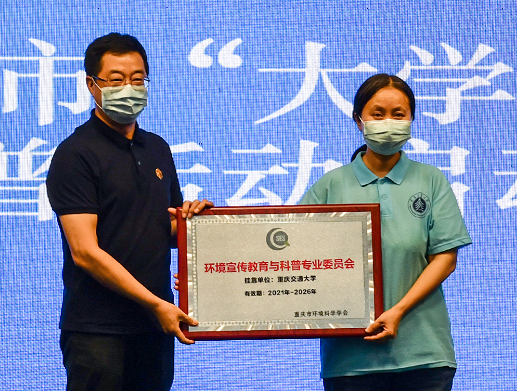 市“大学
普活动启动
环境宣传教育与科普专业委员会
挂靠单位：重庆交通大学
有效期：2021年-2026年
重庆市环境科学学会